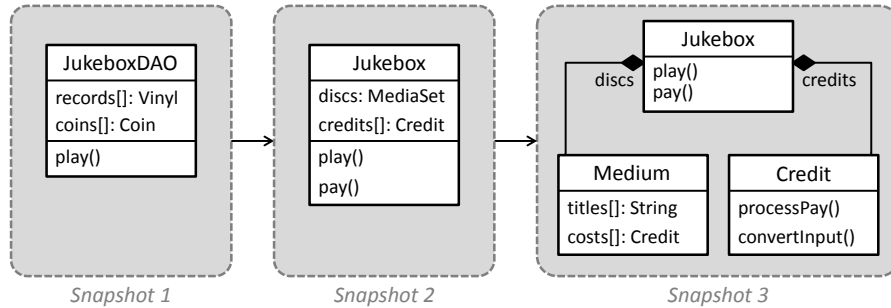 JukeboxDAO
records[]: Vinyl
coins[]: Coin
play()
Snapshot 1
Jukebox
discs: MediaSet
credits[]: Credit
play()
pay()
Snapshot 2
Jukebox
play()
pay()
discs
credits
Medium
titles[]: String
costs[]: Credit
Credit
processPay()
convertInput()
Snapshot 3